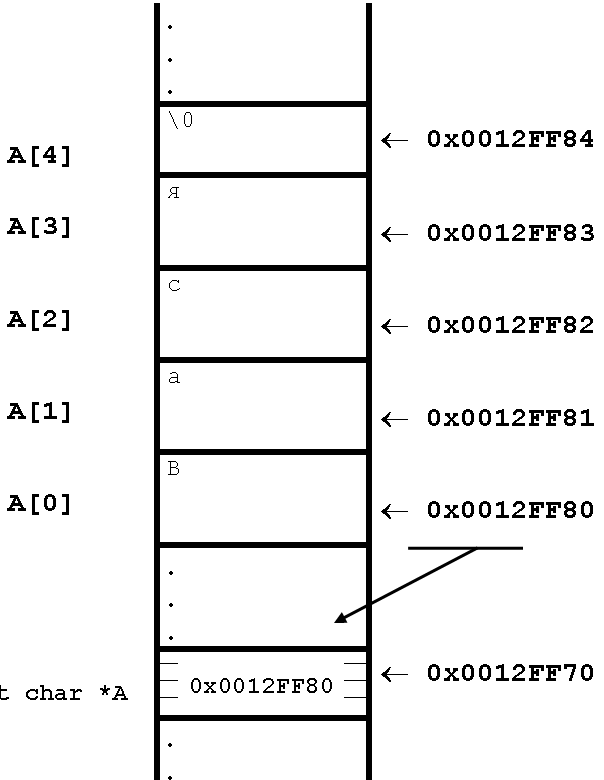 .
.
.
\0
A[4] ← 0x0012FF84
я
A[3] ← 0x0012FF83
с
A[2] ← 0x0012FF82
а
A[1] ← 0x0012FF81
В
A[0] ← 0x0012FF80
.
.
.
t char *A 0x0012FF80 ← 0x0012FF70
.
.